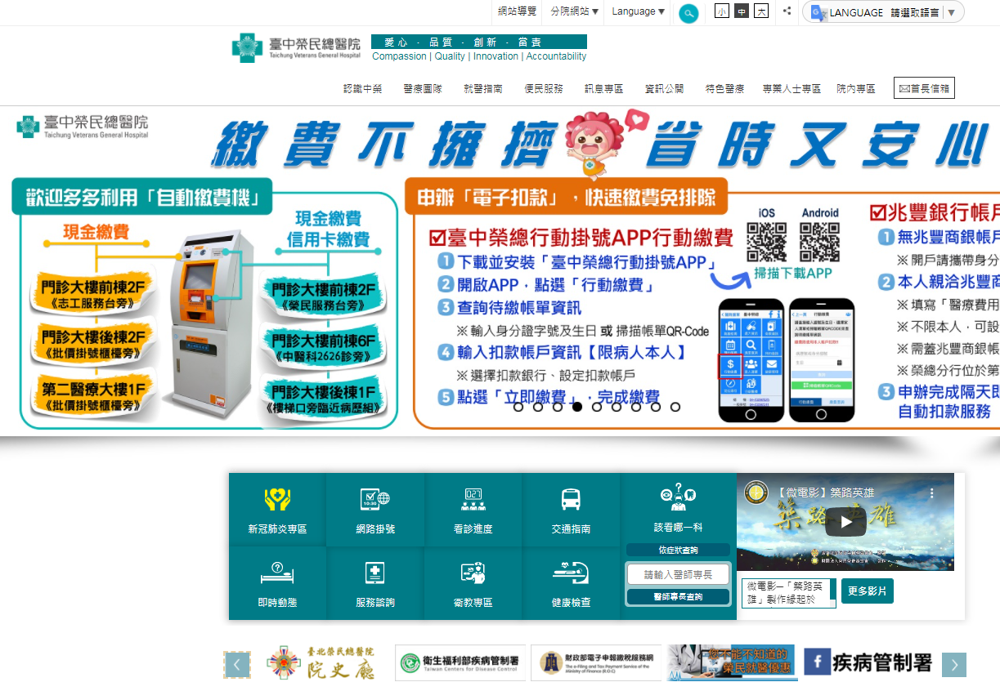 網站導覽
分院網站▼
Language▼
小
中
大
LANGUAGE 請選取語言 ▼
臺中榮民總醫院
Taichung Veterans General Hospital
愛心 ‧ 品質 ‧ 創新 ‧ 當責
Compassion | Quality | Innovation | Accountability
認識中榮
醫療團隊
就醫指南
便民服務
訊息專區
資訊公開
特色醫療
專業人士專區
院內專區
首長信箱
臺中榮民總醫院
Taichung Veterans General Hospital
繳費不擁擠 省時又安心
歡迎多多利用「自動繳費機」
現金繳費
現金繳費
信用卡繳費
門診大樓前棟2F
《志工服務台旁》
門診大樓後棟2F
《批價掛號櫃檯旁》
第二醫療大樓1F
《批價掛號櫃檯旁》
門診大樓前棟2F
《榮民服務台旁》
門診大樓前棟6F
《中醫科2626診旁》
門診大樓後棟1F
《樓梯口旁臨近病歷組》
申辦「電子扣款」，快速繳費免排隊
臺中榮總行動掛號APP行動繳費
1 下載並安裝「臺中榮總行動掛號APP」
2 開啟APP，點選「行動繳費」
3 查詢待繳帳單資訊
※輸入身分證字號及生日 或 掃描帳單QR-Code
4 輸入扣款帳戶資訊【限病人本人】
※選擇扣款銀行、設定扣款帳戶
5 點選「立即繳費」，完成繳費
iOS
Android
掃描下載APP
兆豐銀行帳戶
1 無兆豐商銀帳戶
※開戶請攜帶身分
2 本人親洽兆豐商
※填寫「醫療費用
※不限本人，可設
※需蓋兆豐商銀帳
※榮總分行位於第
3 申辦完成隔天即
自動扣款服務
新冠肺炎專區
網路掛號
看診進度
交通指南
該看哪一科
依症狀查詢
請輸入醫師專長
醫師專長查詢
即時動態
服務諮詢
衛教專區
健康檢查
【微電影】築路英雄
築路英雄
微電影─「築路英
雄」製作緣起於
更多影片
臺北榮民總醫院
院史廳
衛生福利部疾病管制署
Taiwan Centers for Disease Control
財政部電子申報繳稅服務網
The e-Filing and Tax Payment Service of the
Ministry of Finance (R.O.C)
您不能不知道的
榮民就醫優惠
疾病管制署